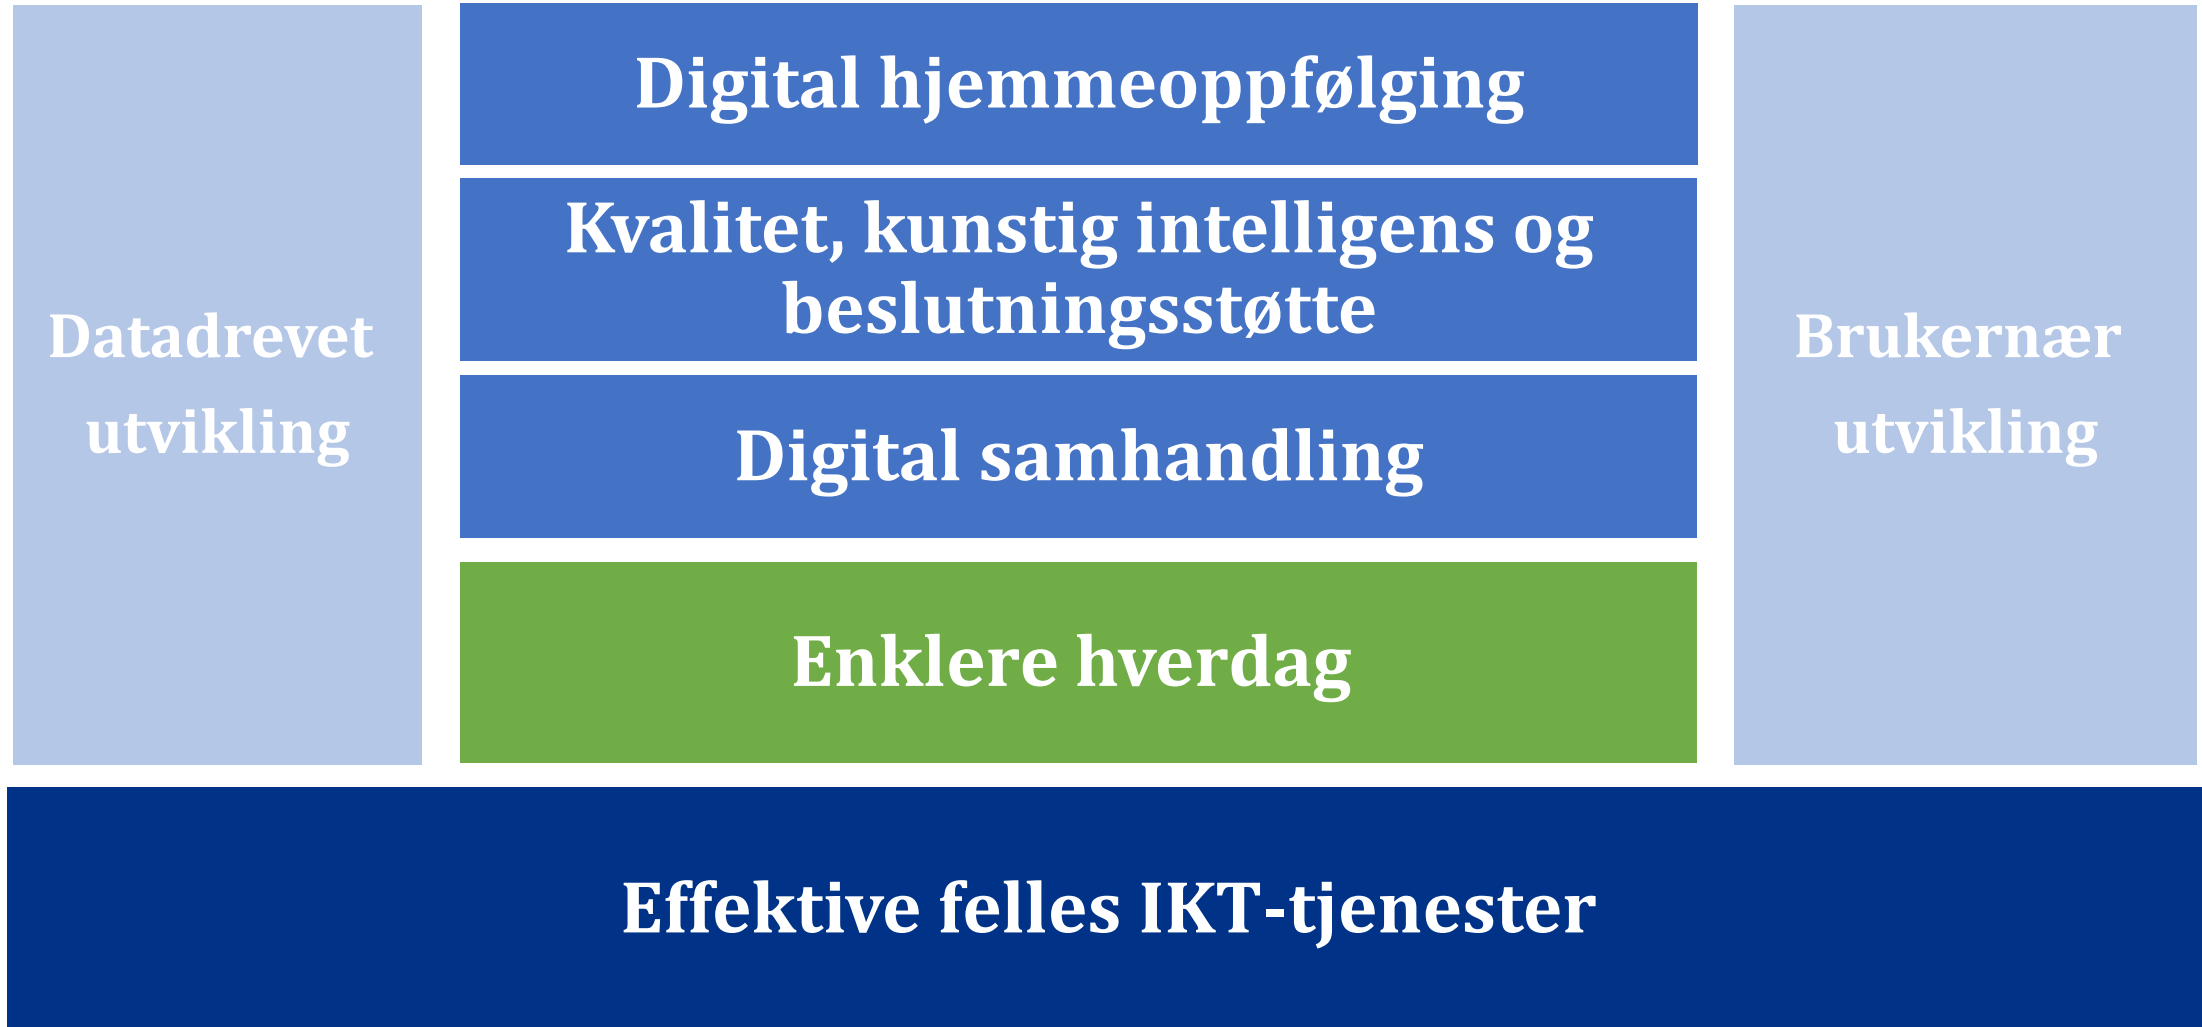 Datadrevet
utvikling
Digital hjemmeoppfølging
Kvalitet, kunstig intelligens og
beslutningsstøtte
Digital samhandling
Enklere hverdag
Brukernær
utvikling
Effektive felles IKT-tjenester